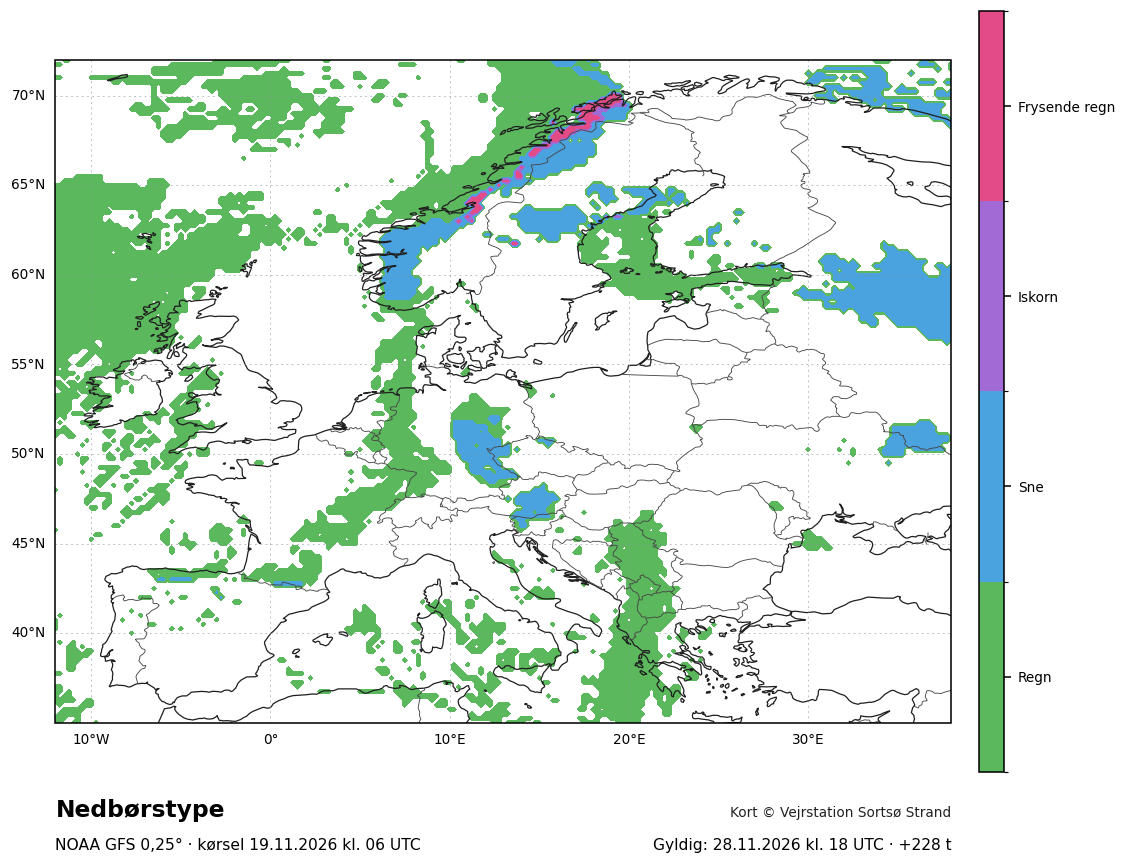 70°N
65°N
60°N
55°N
50°N
45°N
40°N
10°W
0°
10°E
20°E
30°E
Frysende regn
Iskorn
Sne
Regn
Nedbørstype
Kort © Vejrstation Sortsø Strand
NOAA GFS 0,25° · kørsel 19.11.2026 kl. 06 UTC
Gyldig: 28.11.2026 kl. 18 UTC · +228 t